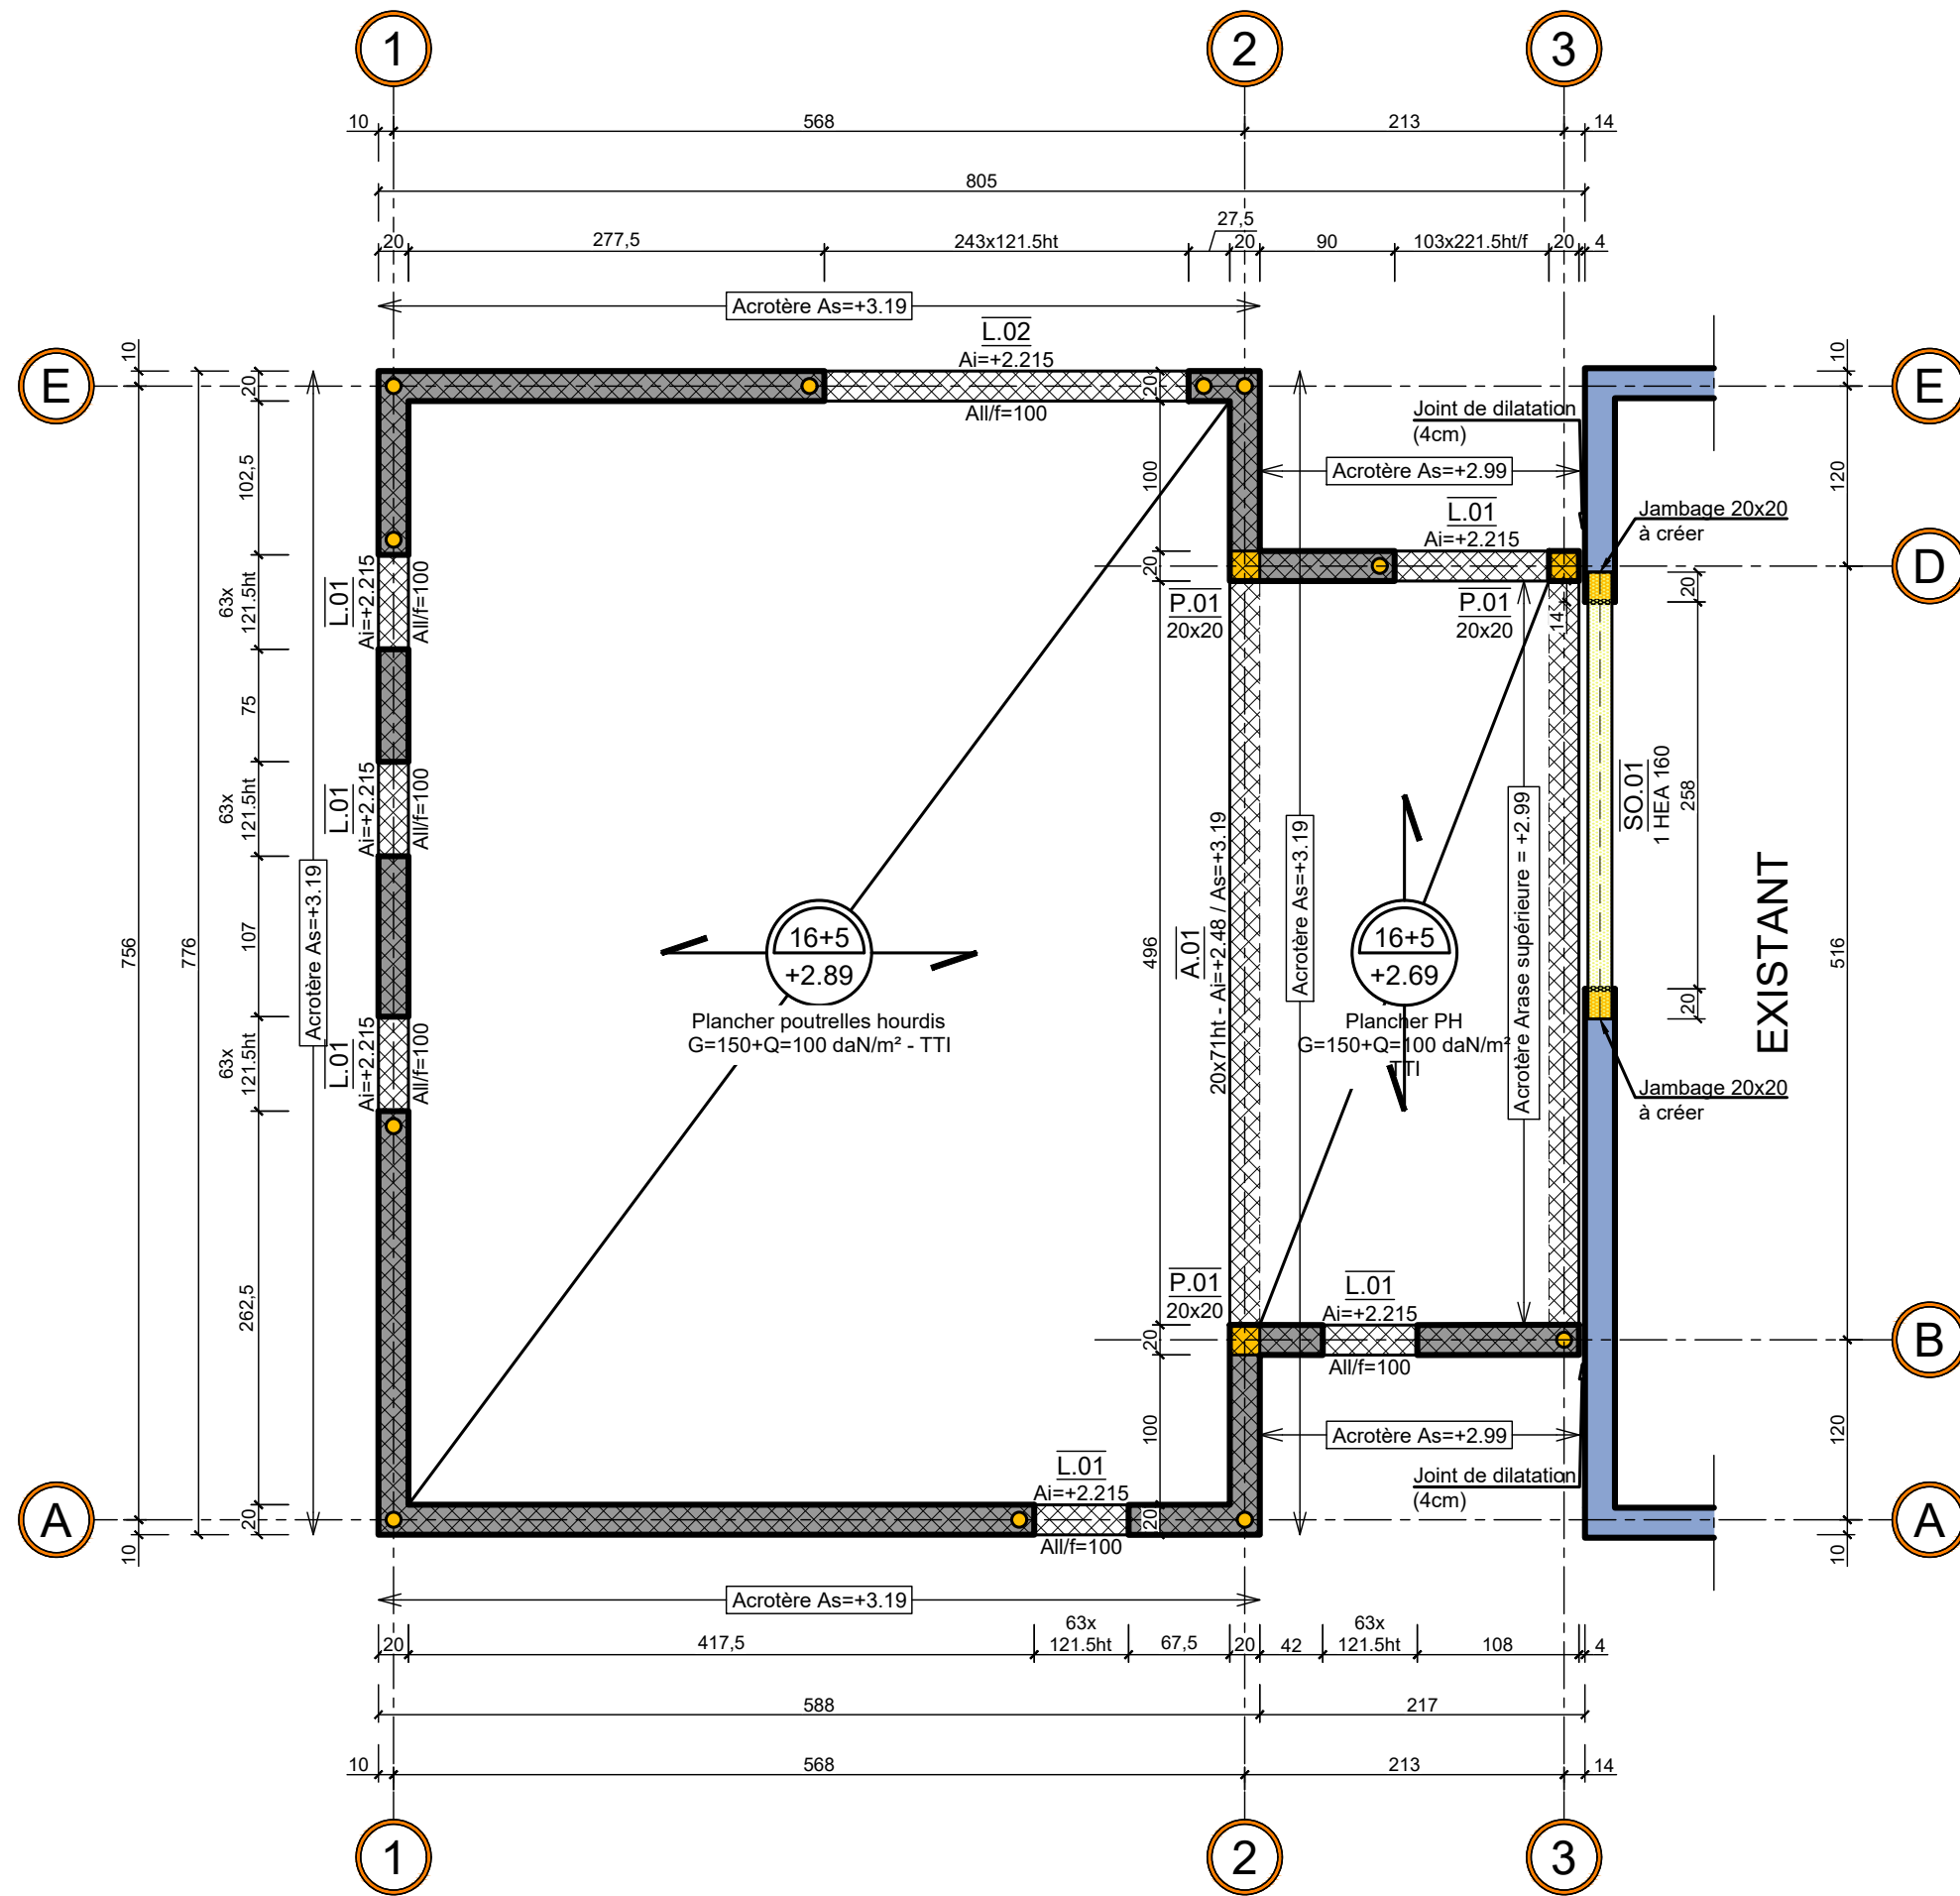 1
2
3
10
568
213
14
805
20
277,5
243x121.5ht
27,5
20
90
103x221.5ht/f
20
4
Acrotère As=+3.19
L.02
Ai=+2.215
All/f=100
E
E
10
20
20
10
Joint de dilatation
(4cm)
Acrotère As=+2.99
102,5
100
120
L.01
Ai=+2.215
Jambage 20x20
à créer
D
20
20
63x
121.5ht
L.01
Ai=+2.215
All/f=100
P.01
20x20
P.01
20x20
14
75
63x
121.5ht
L.01
Ai=+2.215
All/f=100
SO.01
1 HEA 160
258
Acrotère As=+3.19
Acrotère As=+3.19
Acrotère Arase supérieure = +2.99
756
776
107
16+5
+2.89
Plancher poutrelles hourdis
G=150+Q=100 daN/m² - TTI
496
A.01
20x71ht - Ai=+2.48 / As=+3.19
16+5
+2.69
Plancher PH
G=150+Q=100 daN/m²
TTI
516
EXISTANT
20
63x
121.5ht
L.01
Ai=+2.215
All/f=100
Jambage 20x20
à créer
262,5
P.01
20x20
L.01
Ai=+2.215
All/f=100
20
B
100
120
Acrotère As=+2.99
Joint de dilatation
(4cm)
L.01
Ai=+2.215
All/f=100
A
A
20
10
20
10
Acrotère As=+3.19
20
417,5
63x
121.5ht
67,5
20
42
63x
121.5ht
108
4
588
217
10
568
213
14
1
2
3